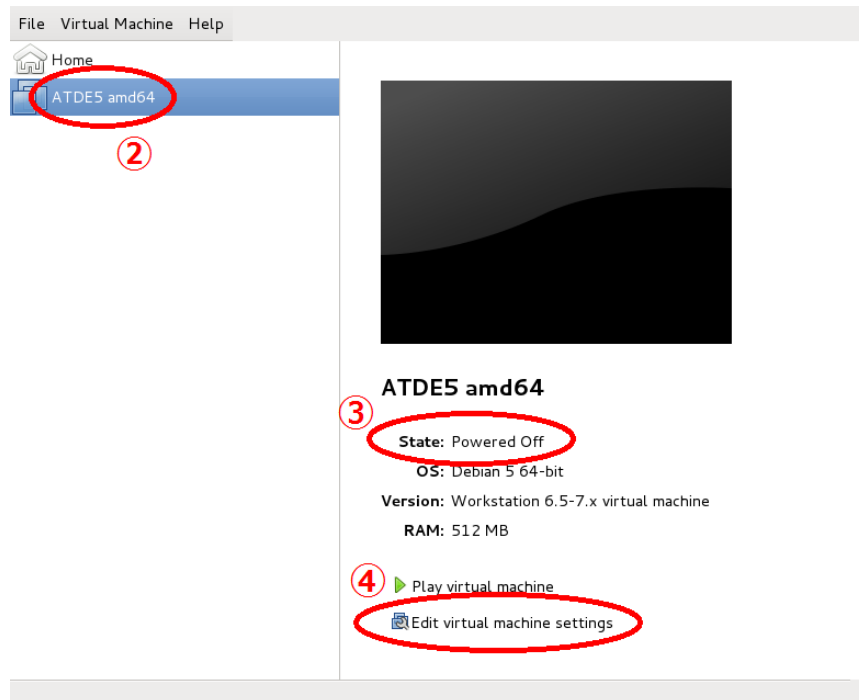 File Virtual Machine Help
Home
ATDE5 amd64
②
ATDE5 amd64
③
State: Powered Off
OS: Debian 5 64-bit
Version: Workstation 6.5-7.x virtual machine
RAM: 512 MB
④
Play virtual machine
Edit virtual machine settings